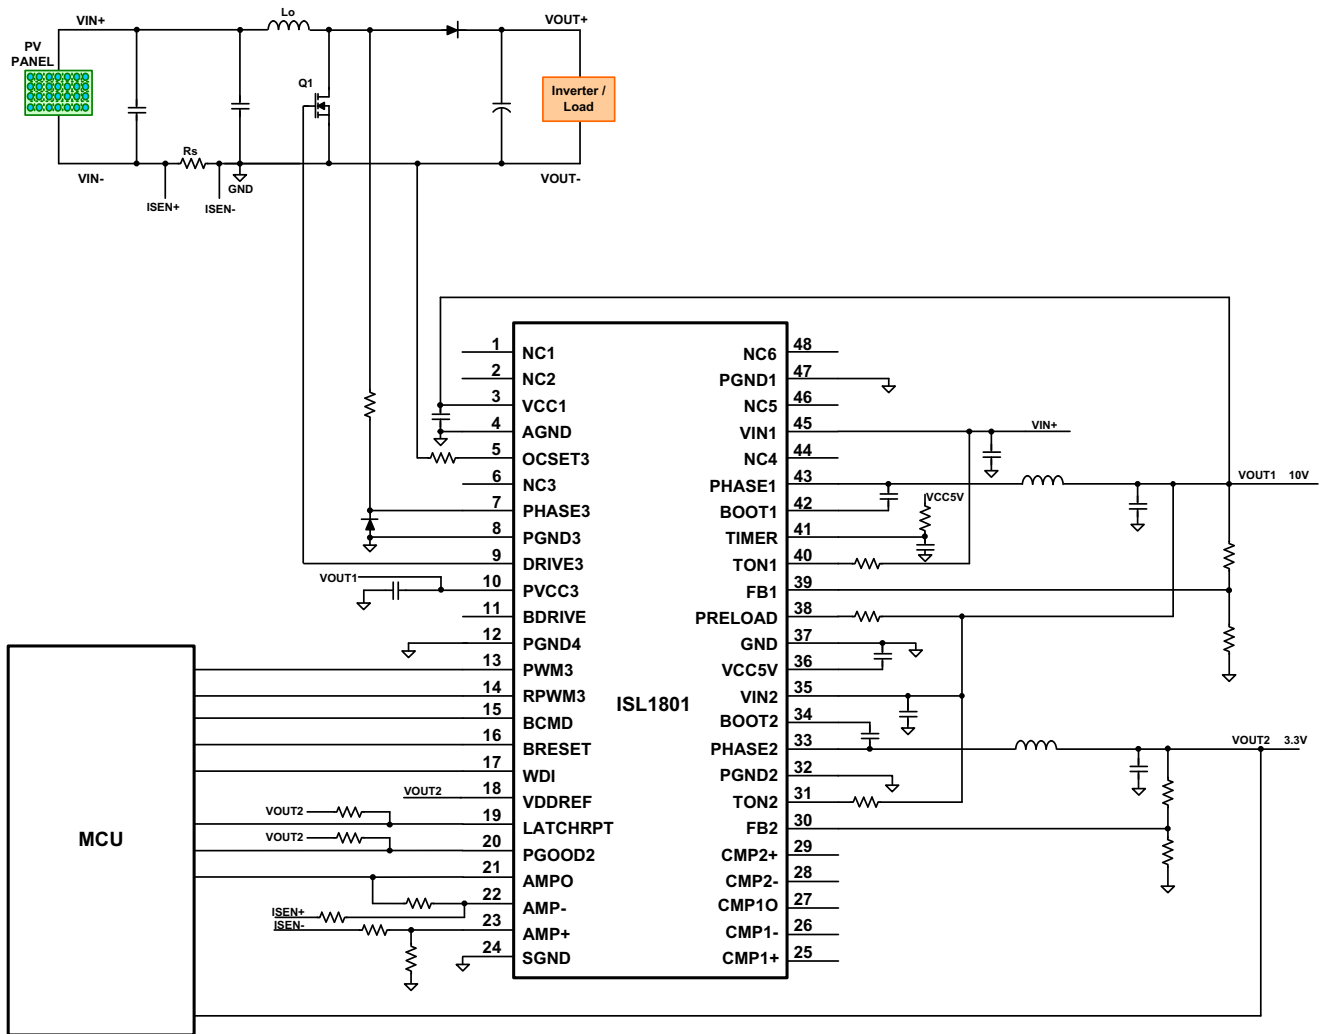 VIN+
Lo
VOUT+
PV
PANEL
Q1
Inverter /
Load
Rs
VIN-
GND
VOUT-
ISEN+
ISEN-
1
NC1
2
NC2
3
VCC1
4
AGND
5
OCSET3
6
NC3
7
PHASE3
8
PGND3
9
DRIVE3
VOUT1
10
PVCC3
11
BDRIVE
12
PGND4
13
PWM3
14
RPWM3
15
BCMD
16
BRESET
17
WDI
VOUT2
18
VDDREF
VOUT2
19
LATCHRPT
VOUT2
20
PGOOD2
21
AMPO
22
AMP-
ISEN+
ISEN-
23
AMP+
24
SGND
MCU
ISL1801
48
NC6
47
PGND1
46
NC5
45
VIN1
VIN+
44
NC4
43
PHASE1
VOUT1 10V
42
BOOT1
VCC5V
41
TIMER
40
TON1
39
FB1
38
PRELOAD
37
GND
36
VCC5V
35
VIN2
34
BOOT2
33
PHASE2
VOUT2 3.3V
32
PGND2
31
TON2
30
FB2
29
CMP2+
28
CMP2-
27
CMP1O
26
CMP1-
25
CMP1+